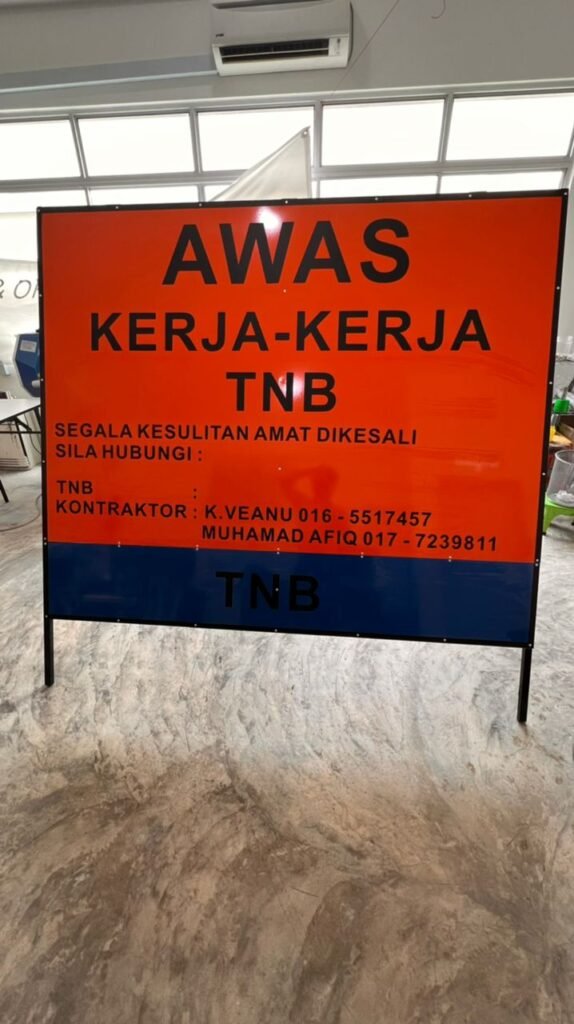 AWAS
KERJA-KERJA
TNB
SEGALA KESULITAN AMAT DIKESALI
SILA HUBUNGI :
TNB :
KONTRAKTOR : K.VEANU 016 - 5517457
MUHAMAD AFIQ 017 - 7239811
TNB